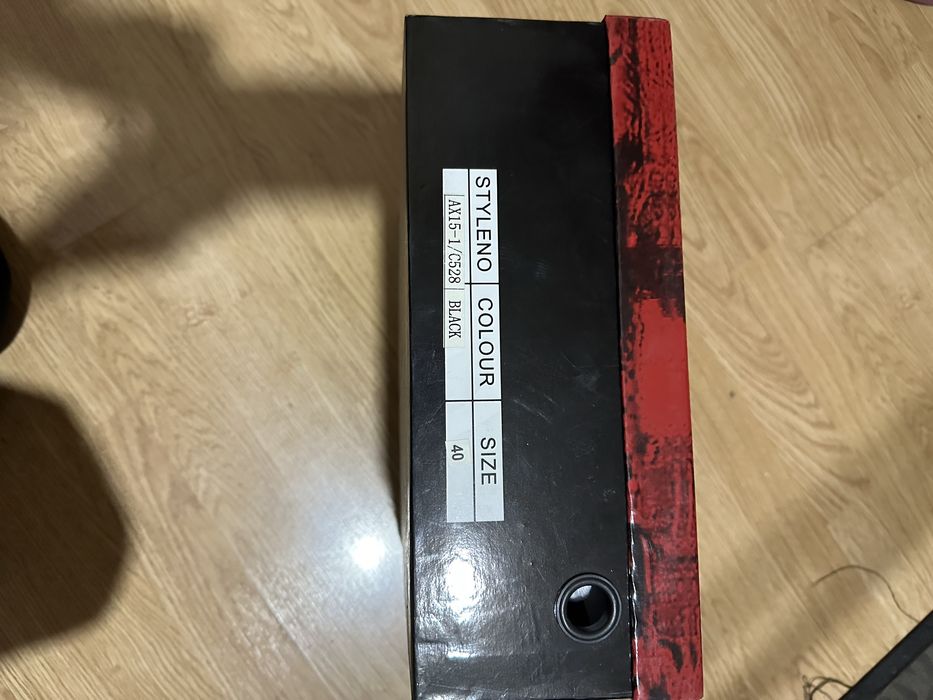 STYLENO COLOUR SIZE
AX15-1/C528 BLACK 40